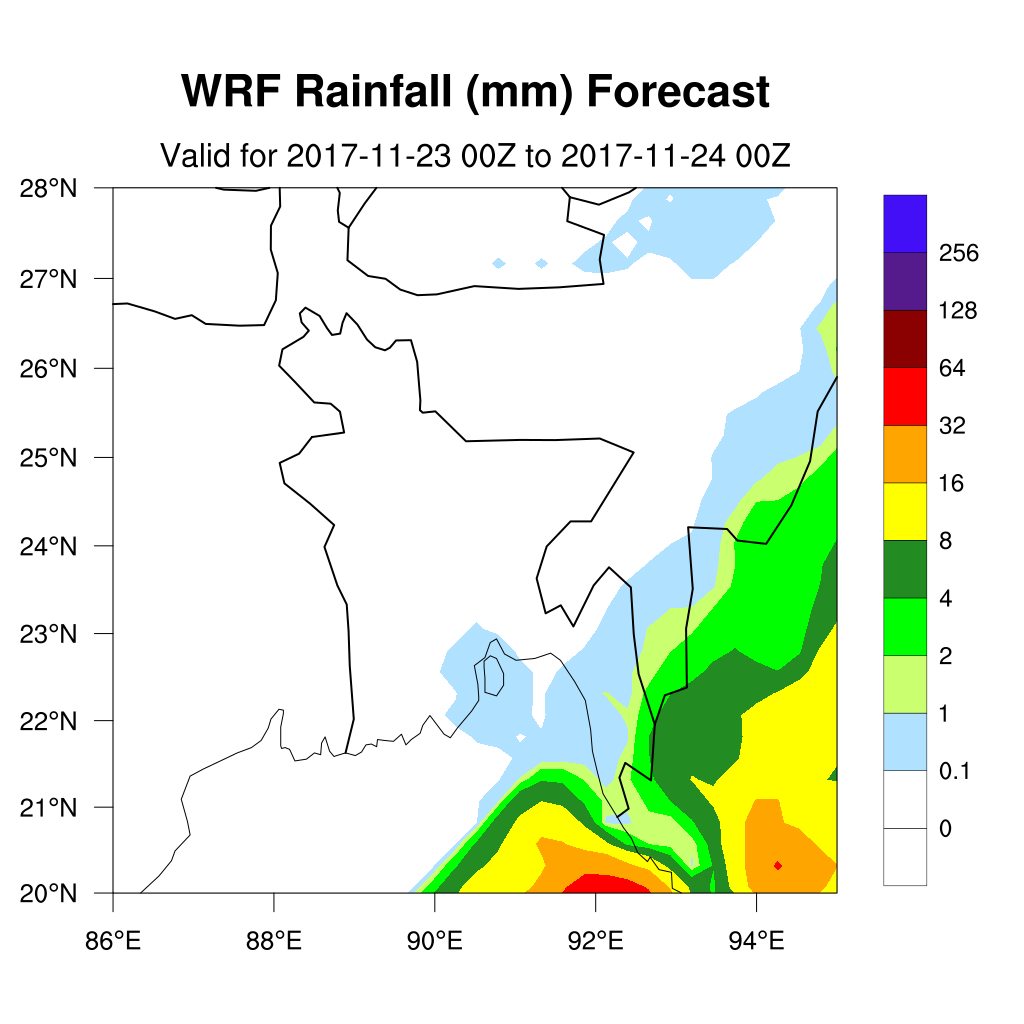 WRF Rainfall (mm) Forecast
Valid for 2017-11-23 00Z to 2017-11-24 00Z
28°N
27°N
26°N
25°N
24°N
23°N
22°N
21°N
20°N
86°E 88°E 90°E 92°E 94°E
256
128
64
32
16
8
4
2
1
0.1
0